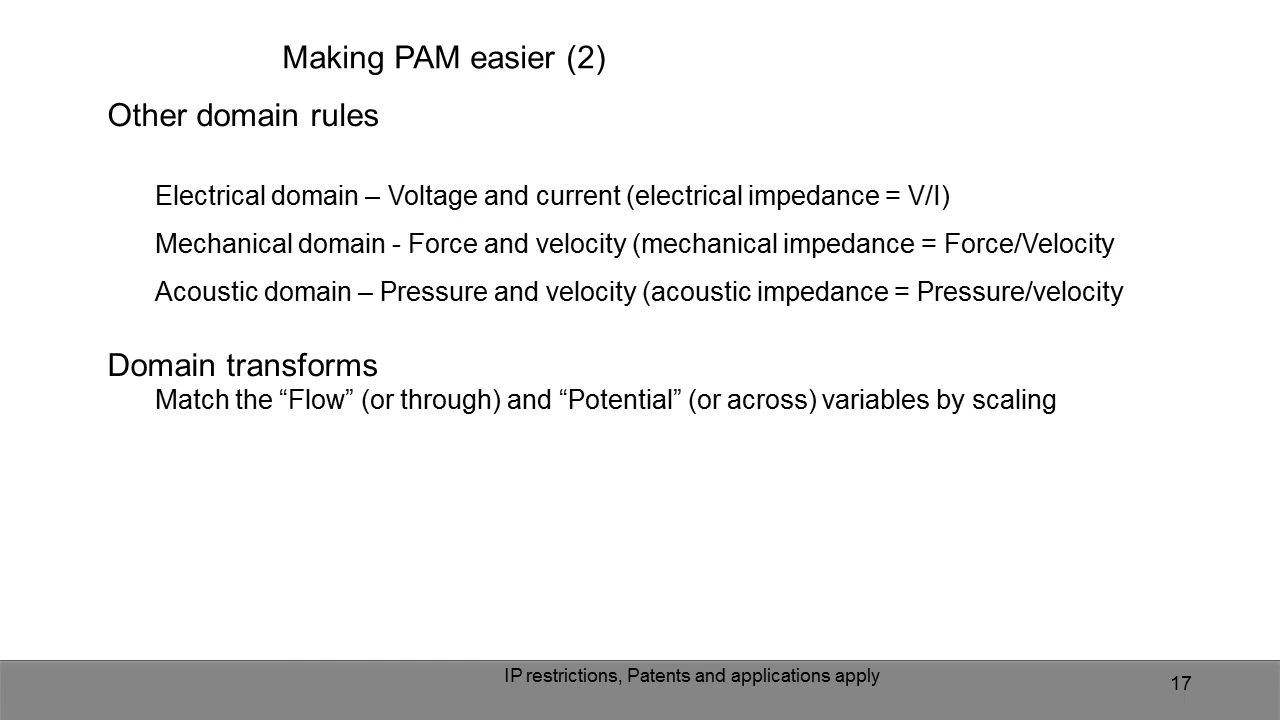 Making PAM easier (2)
Other domain rules
Electrical domain – Voltage and current (electrical impedance = V/I)
Mechanical domain - Force and velocity (mechanical impedance = Force/Velocity
Acoustic domain – Pressure and velocity (acoustic impedance = Pressure/velocity
Domain transforms
Match the “Flow” (or through) and “Potential” (or across) variables by scaling
IP restrictions, Patents and applications apply
17